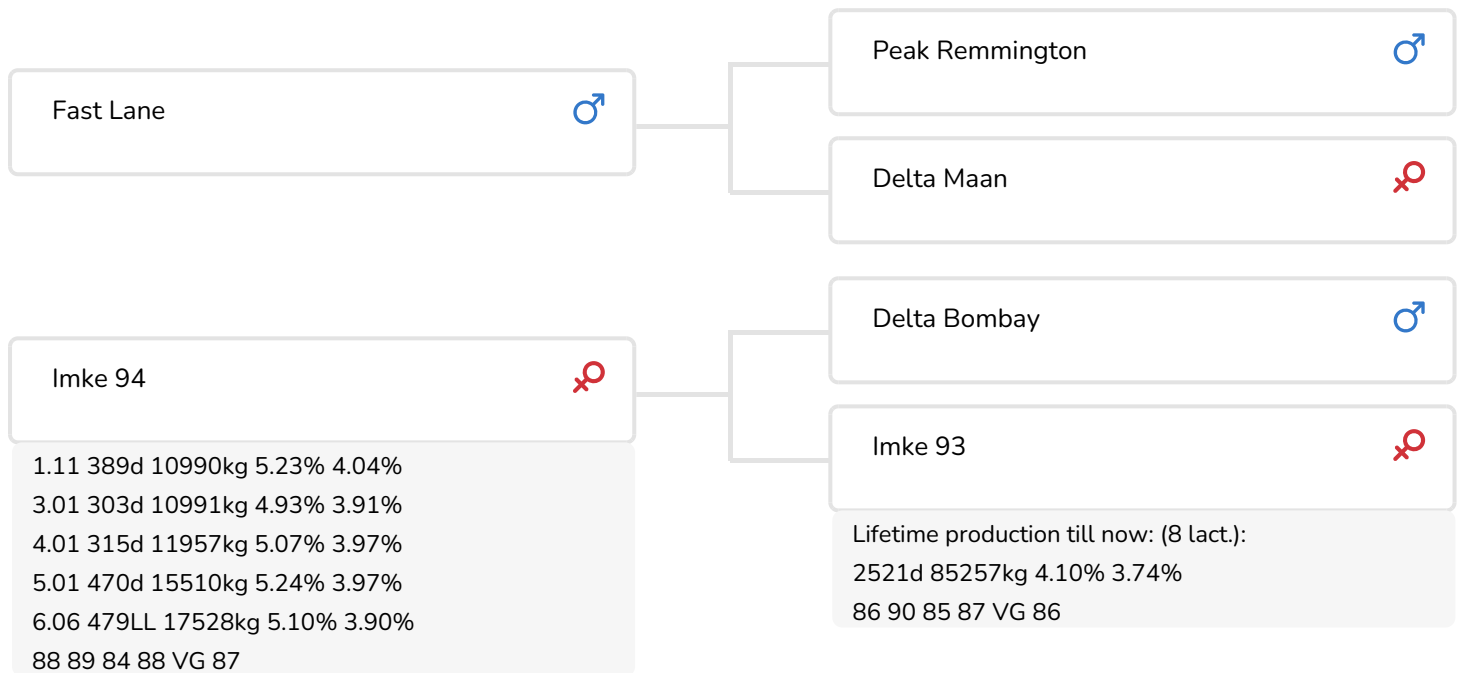 Fast Lane
Peak Remmington
Delta Maan
Imke 94
1.11 389d 10990kg 5.23% 4.04%
3.01 303d 10991kg 4.93% 3.91%
4.01 315d 11957kg 5.07% 3.97%
5.01 470d 15510kg 5.24% 3.97%
6.06 479LL 17528kg 5.10% 3.90%
88 89 84 88 VG 87
Delta Bombay
Imke 93
Lifetime production till now: (8 lact.):
2521d 85257kg 4.10% 3.74%
86 90 85 87 VG 86